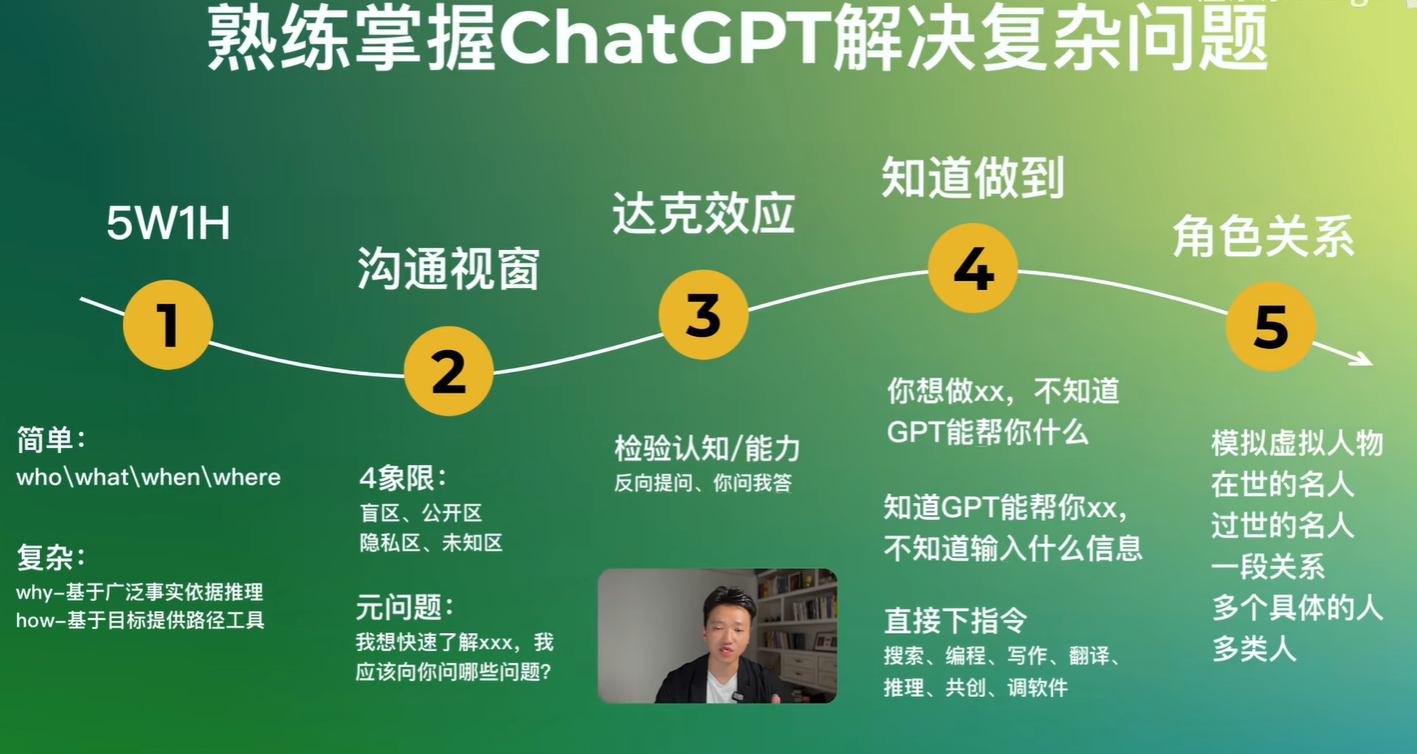 熟练掌握ChatGPT解决复杂问题
5W1H
1
简单：
who\what\when\where
复杂：
why-基于广泛事实依据推理
how-基于目标提供路径工具
沟通视窗
2
4象限：
盲区、公开区
隐私区、未知区
元问题：
我想快速了解xxx，我
应该向你问哪些问题?
达克效应
3
检验认知/能力
反向提问、你问我答
知道做到
4
你想做xx，不知道
GPT能帮你什么
知道GPT能帮你xx，
不知道输入什么信息
直接下指令
搜索、编程、写作、翻译、
推理、共创、调软件
角色关系
5
模拟虚拟人物
在世的名人
过世的名人
一段关系
多个具体的人
多类人